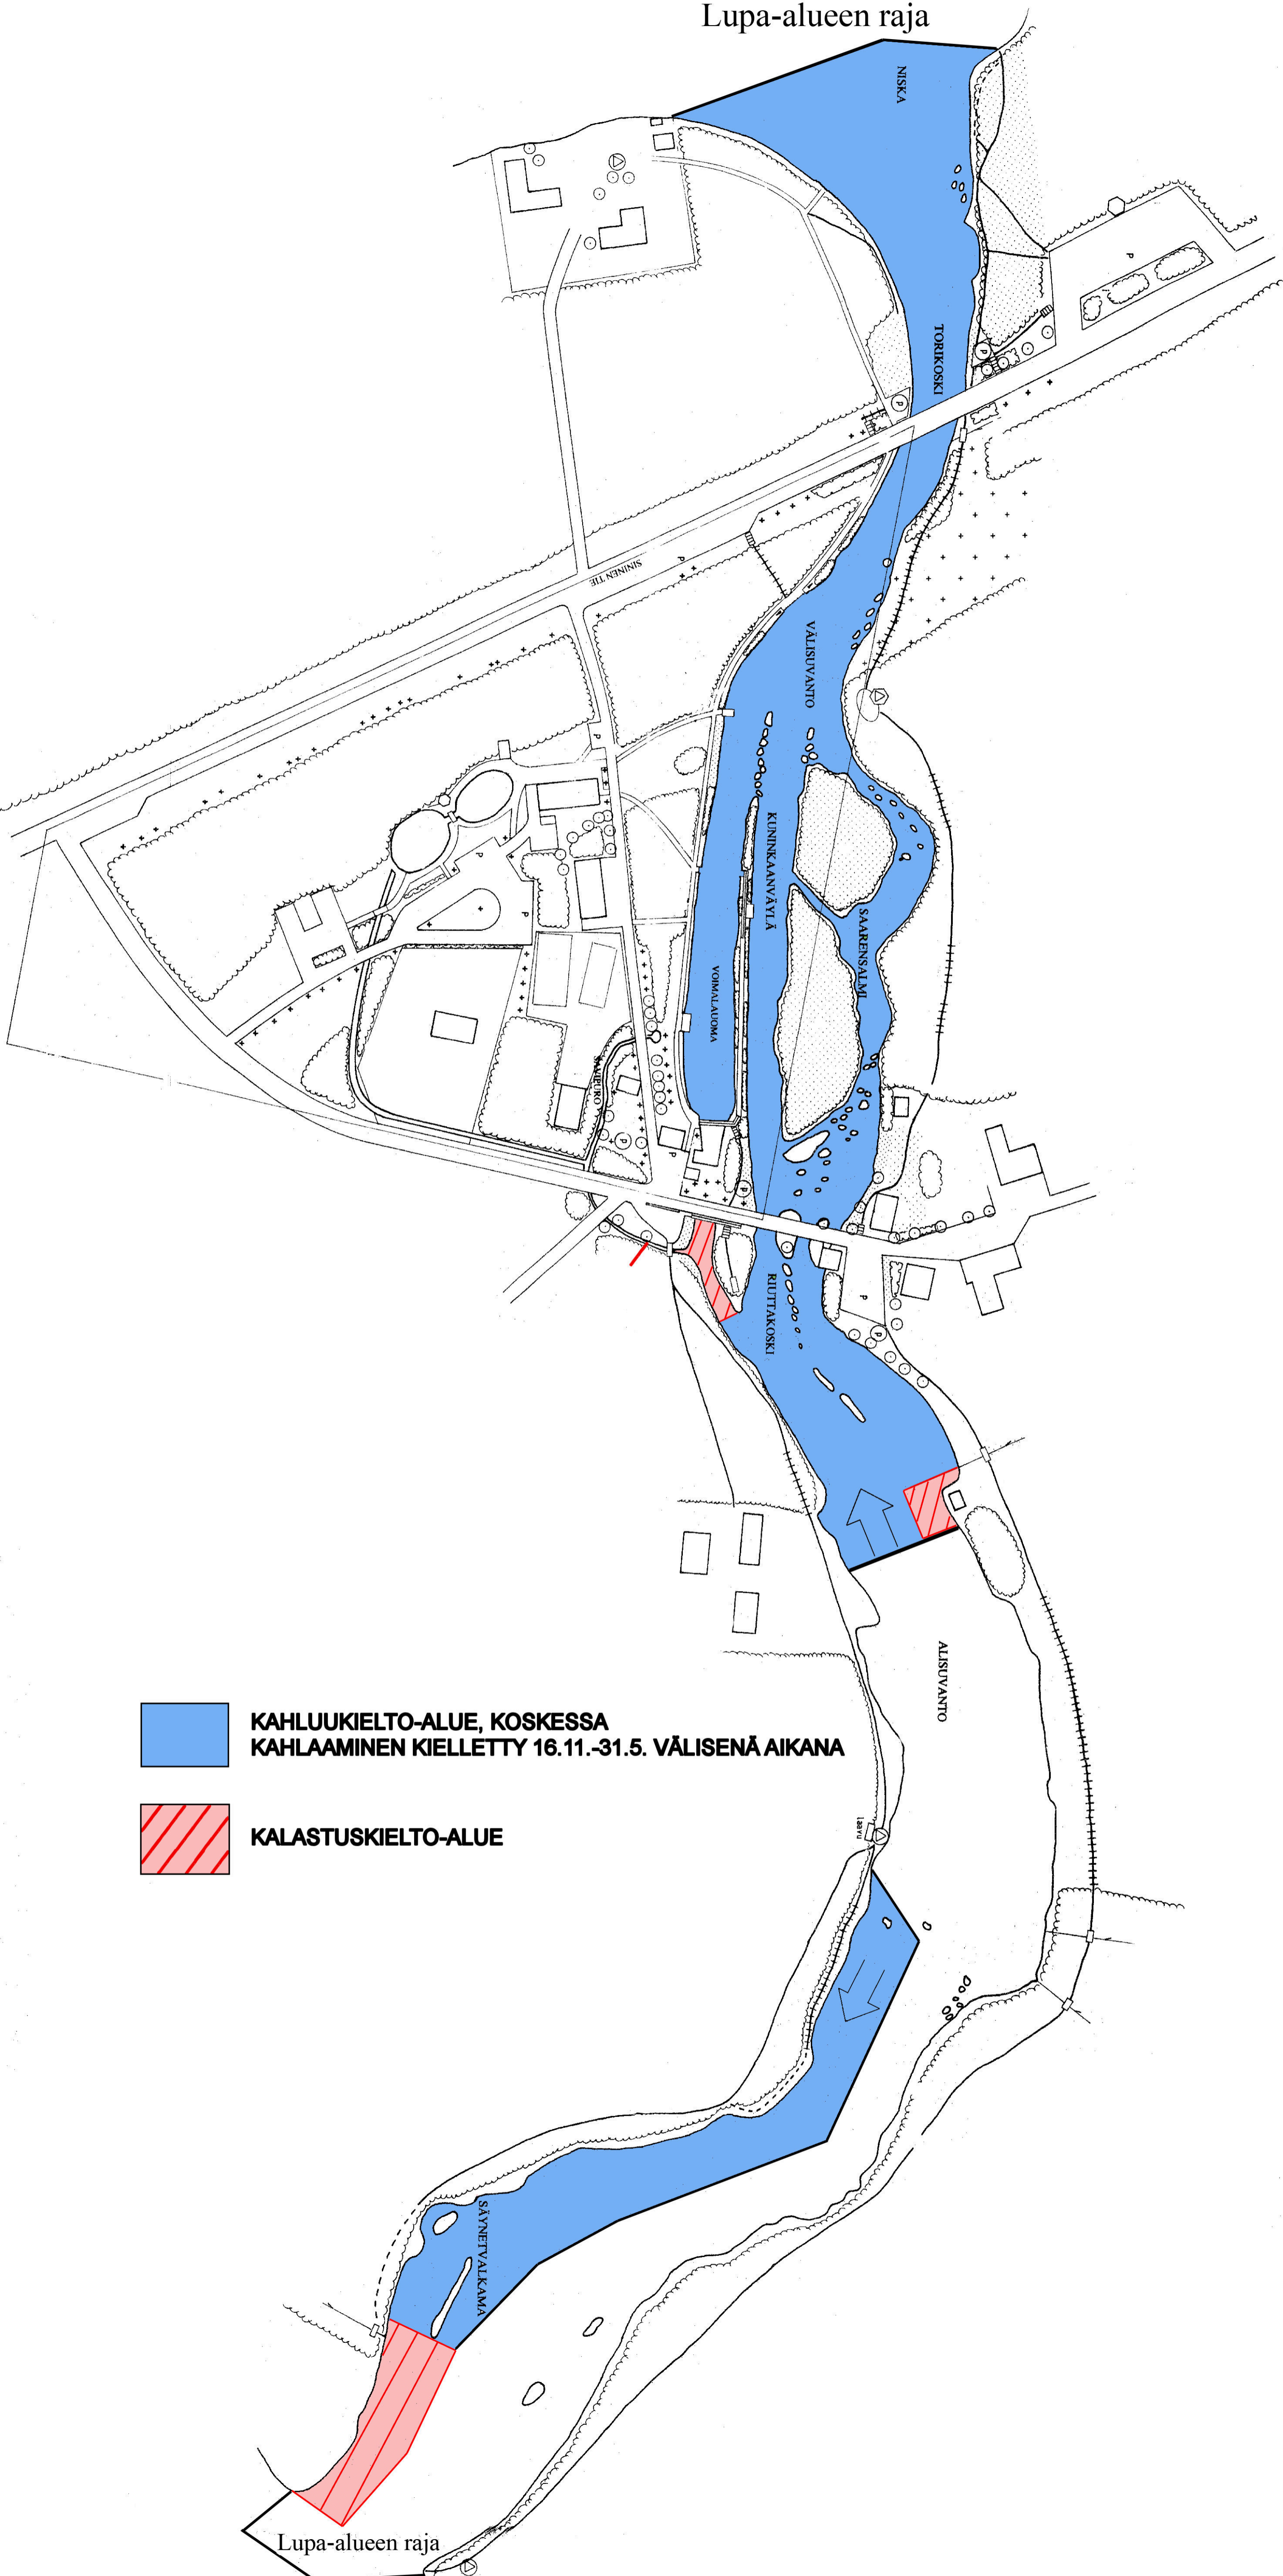 Lupa-alueen raja
NISKA
P
TORIKOSKI
P
P
SININEN TIE
P
VÄLISUVANTO
P
KUNINKAANVÄYLÄ
P
P
SAARENSALMI
VOIMALAUOMA
P
P
P
RIUTTAKOSKI
P
P
ALISUVANTO
KAHLUUKIELTO-ALUE, KOSKESSA
KAHLAAMINEN KIELLETTY 16.11.-31.5. VÄLISENÄ AIKANA
KALASTUSKIELTO-ALUE
laavu
SÄYNETVALKAMA
Lupa-alueen raja